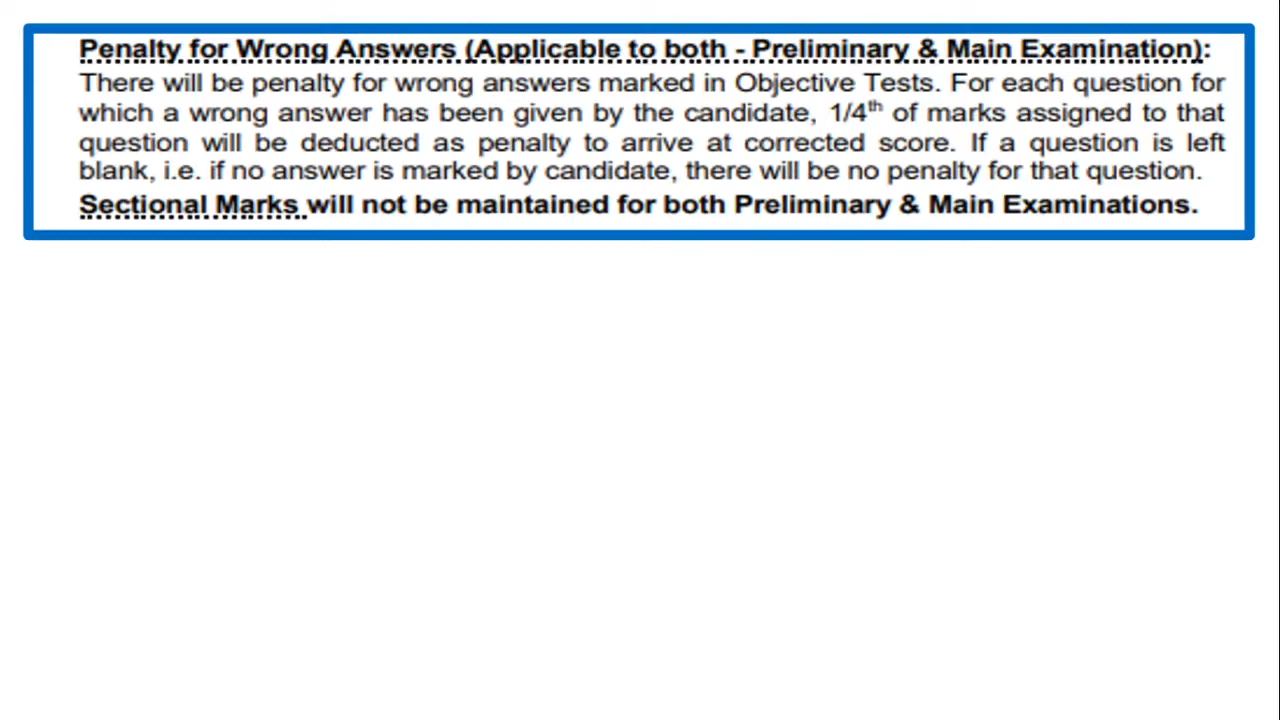 Penalty for Wrong Answers (Applicable to both - Preliminary & Main Examination):
There will be penalty for wrong answers marked in Objective Tests. For each question for
which a wrong answer has been given by the candidate, 1/4th of marks assigned to that
question will be deducted as penalty to arrive at corrected score. If a question is left
blank, i.e. if no answer is marked by candidate, there will be no penalty for that question.
Sectional Marks will not be maintained for both Preliminary & Main Examinations.